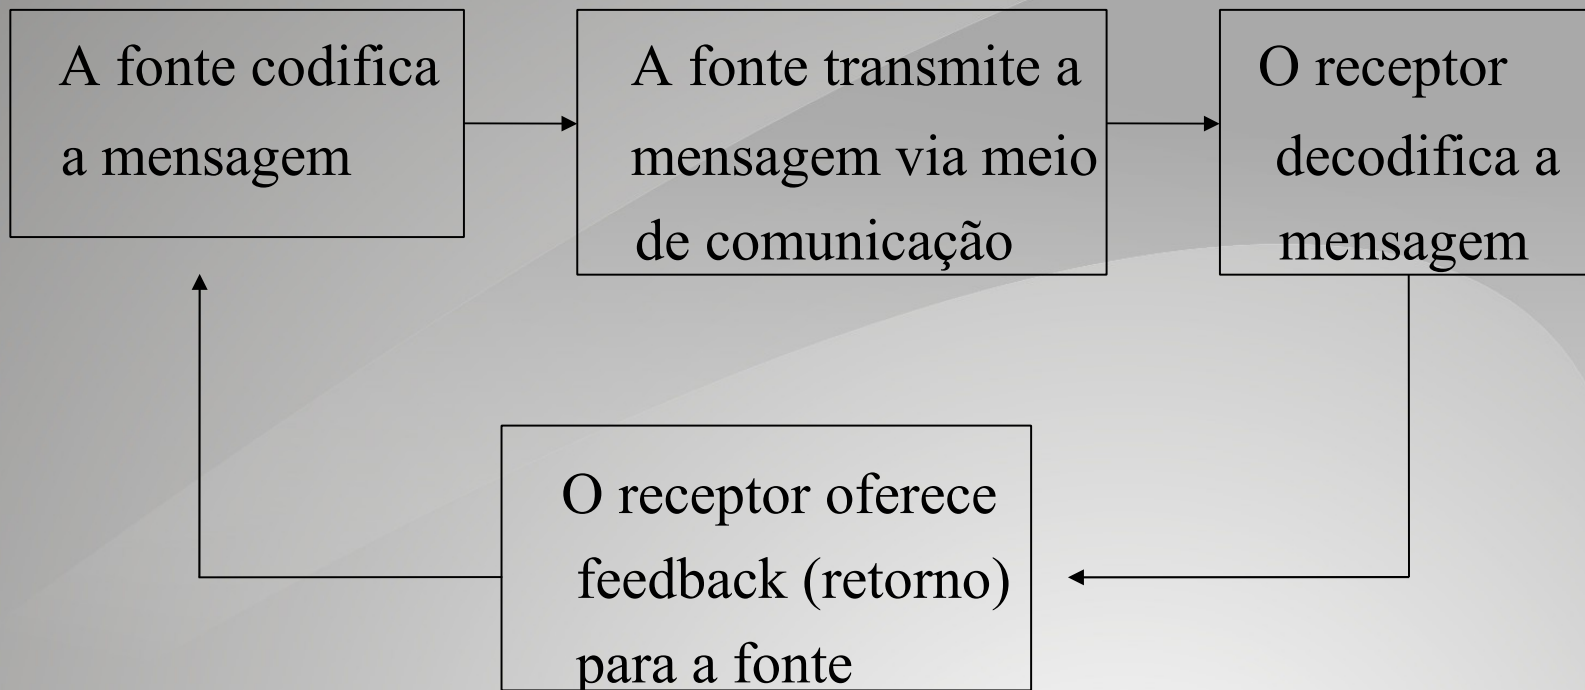 A fonte codifica
a mensagem
A fonte transmite a
mensagem via meio
de comunicação
O receptor
decodifica a
mensagem
O receptor oferece
feedback (retorno)
para a fonte